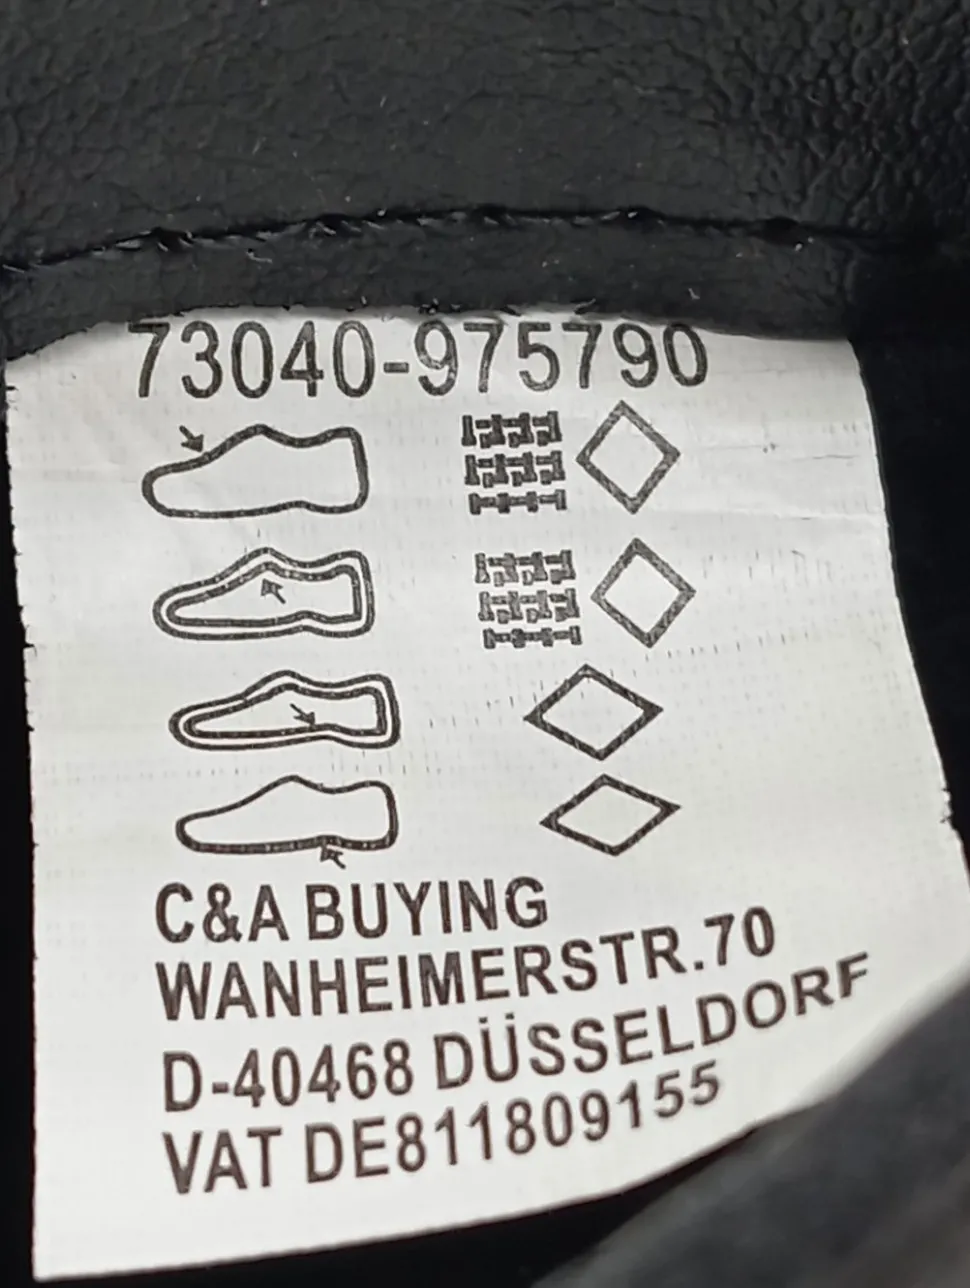 73040-975790
C&A BUYING
WANHEIMERSTR.70
D-40468 DÜSSELDORF
VAT DE811809155